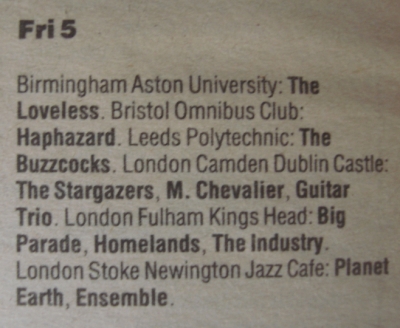 Fri 5
Birmingham Aston University: The
Loveless. Bristol Omnibus Club:
Haphazard. Leeds Polytechnic: The
Buzzcocks. London Camden Dublin Castle:
The Stargazers, M. Chevalier, Guitar
Trio. London Fulham Kings Head: Big
Parade, Homelands, The Industry.
London Stoke Newington Jazz Cafe: Planet
Earth, Ensemble.